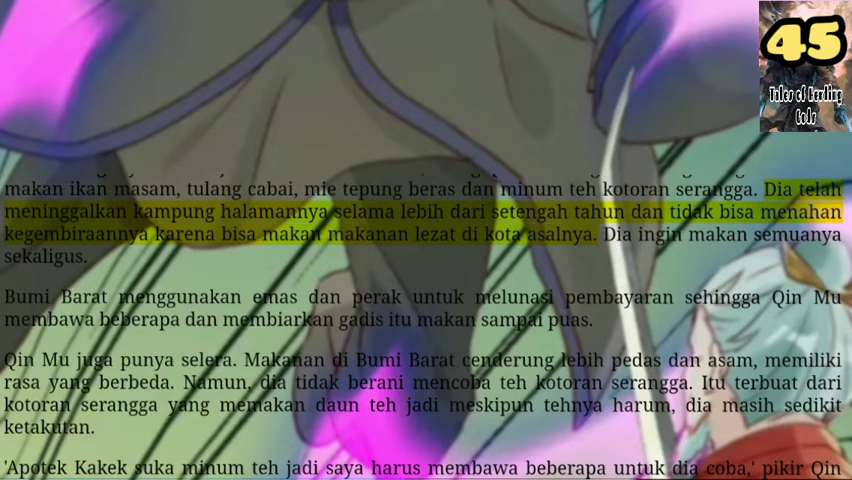 45
Tales of Herding
Gods
makan ikan masam, tulang cabai, mie tepung beras dan minum teh kotoran serangga. Dia telah
meninggalkan kampung halamannya selama lebih dari setengah tahun dan tidak bisa menahan
kegembiraannya karena bisa makan makanan lezat di kota asalnya. Dia ingin makan semuanya
sekaligus.
Bumi Barat menggunakan emas dan perak untuk melunasi pembayaran sehingga Qin Mu
membawa beberapa dan membiarkan gadis itu makan sampai puas.
Qin Mu juga punya selera. Makanan di Bumi Barat cenderung lebih pedas dan asam, memiliki
rasa yang berbeda. Namun, dia tidak berani mencoba teh kotoran serangga. Itu terbuat dari
kotoran serangga yang memakan daun teh jadi meskipun tehnya harum, dia masih sedikit
ketakutan.
'Apotek Kakek suka minum teh jadi saya harus membawa beberapa untuk dia coba,' pikir Qin